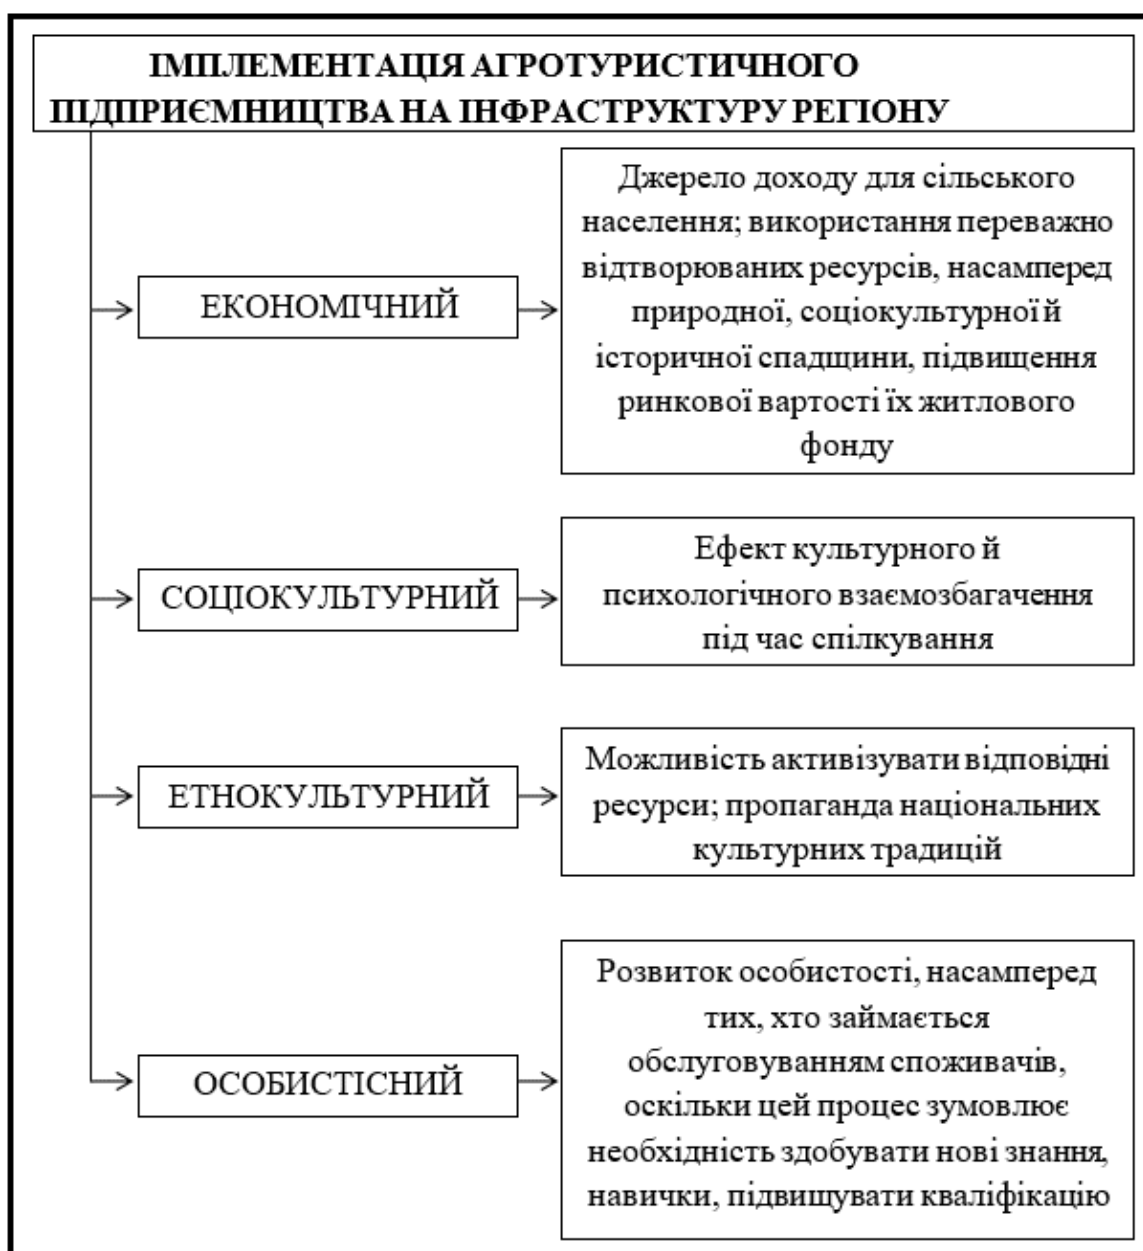 ІМПЛЕМЕНТАЦІЯ АГРОТУРИСТИЧНОГО
ПІДПРИЄМНИЦТВА НА ІНФРАСТРУКТУРУ РЕГІОНУ
ЕКОНОМІЧНИЙ
Джерело доходу для сільського
населення; використання переважно
відтворюваних ресурсів, насамперед
природної, соціокультурної й
історичної спадщини, підвищення
ринкової вартості їх житлового
фонду
СОЦІОКУЛЬТУРНИЙ
Ефект культурного й
психологічного взаємозбагачення
під час спілкування
ЕТНОКУЛЬТУРНИЙ
Можливість активізувати відповідні
ресурси; пропаганда національних
культурних традицій
ОСОБИСТІСНИЙ
Розвиток особистості, насамперед
тих, хто займається
обслуговуванням споживачів,
оскільки цей процес зумовлює
необхідність здобувати нові знання,
навички, підвищувати кваліфікацію